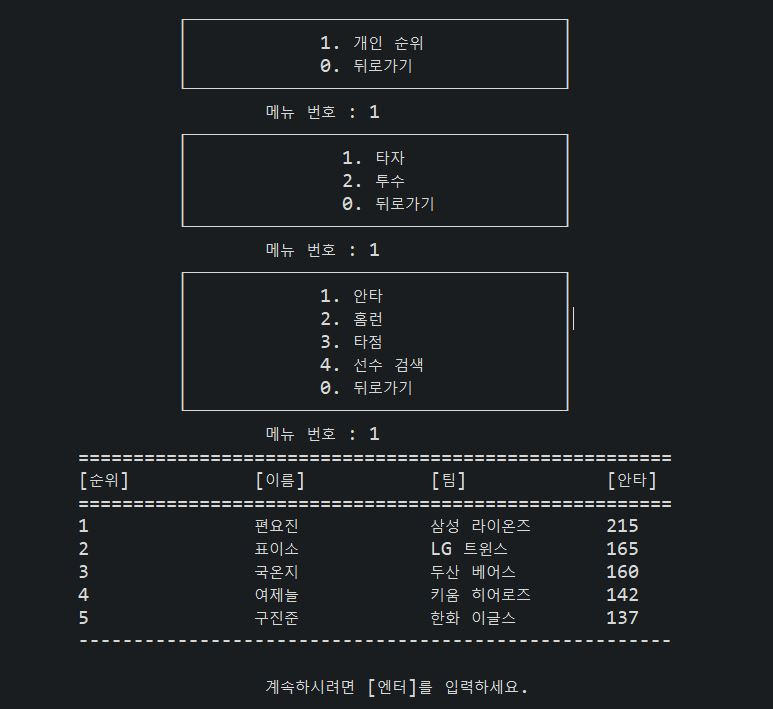 1. 개인 순위
0. 뒤로가기
메뉴 번호 : 1
1. 타자
2. 투수
0. 뒤로가기
메뉴 번호 : 1
1. 안타
2. 홈런
3. 타점
4. 선수 검색
0. 뒤로가기
메뉴 번호 : 1
======================================================
[순위] [이름] [팀] [안타]
======================================================
1 편요진 삼성 라이온즈 215
2 표이소 LG 트윈스 165
3 국온지 두산 베어스 160
4 여제늘 키움 히어로즈 142
5 구진준 한화 이글스 137
------------------------------------------------------
계속하시려면 [엔터]를 입력하세요.